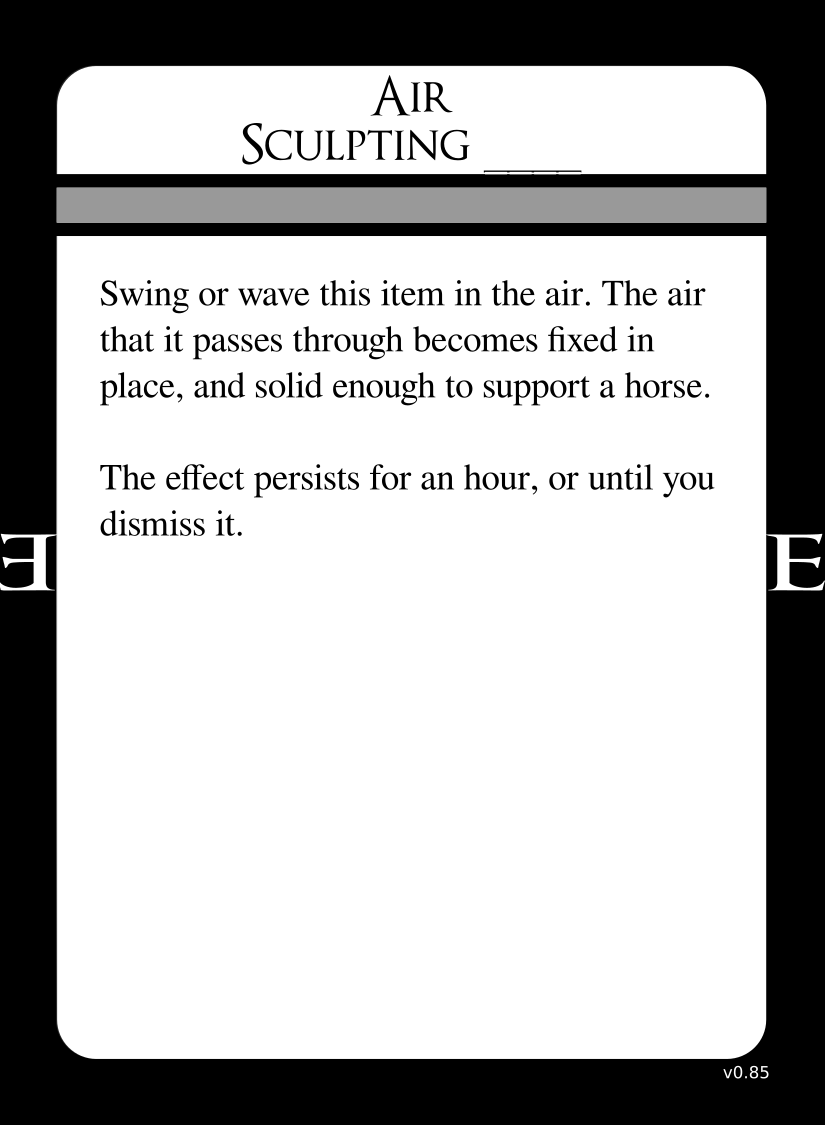 Air
Sculpting ____
Swing or wave this item in the air. The air
that it passes through becomes fixed in
place, and solid enough to support a horse.
The effect persists for an hour, or until you
dismiss it.
E
E
v0.85